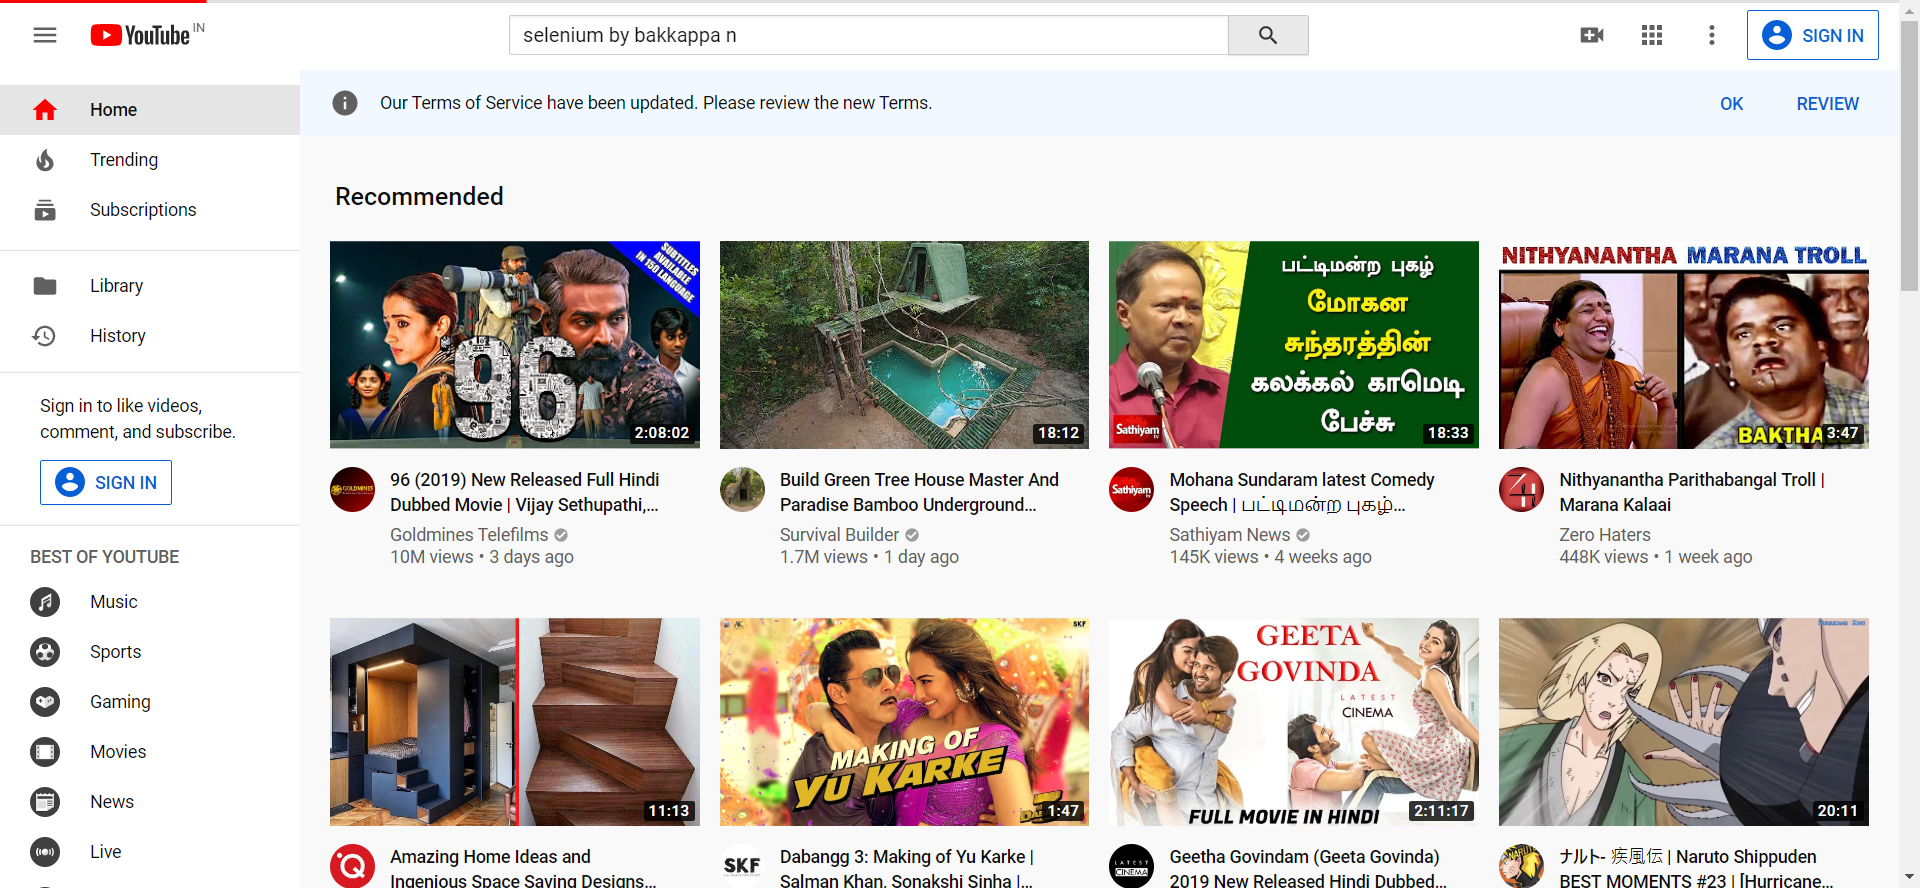 YouTube IN
selenium by bakkappa n
SIGN IN
Home
Trending
Subscriptions
Library
History
Sign in to like videos,
comment, and subscribe.
SIGN IN
BEST OF YOUTUBE
Music
Sports
Gaming
Movies
News
Live
Our Terms of Service have been updated. Please review the new Terms.
OK
REVIEW
Recommended
SUBTITLES
AVAILABLE
IN 150 LANGUAGE
96
2:08:02
GOLDMINES
96 (2019) New Released Full Hindi
Dubbed Movie | Vijay Sethupathi,...
Goldmines Telefilms
10M views • 3 days ago
18:12
Build Green Tree House Master And
Paradise Bamboo Underground...
Survival Builder
1.7M views • 1 day ago
பட்டிமன்ற புகழ்
மோகன
சுந்தரத்தின்
கலக்கல் காமெடி
பேச்சு
Sathiyam
tv
18:33
Sathiyam
Mohana Sundaram latest Comedy
Speech | பட்டிமன்ற புகழ்...
Sathiyam News
145K views • 4 weeks ago
NITHYANANTHA MARANA TROLL
BAKTHA
3:47
Nithyanantha Parithabangal Troll |
Marana Kalaai
Zero Haters
448K views • 1 week ago
11:13
Amazing Home Ideas and
Ingenious Space Saving Designs...
SKF
MAKING OF
YU KARKE
1:47
SKF
Dabangg 3: Making of Yu Karke |
Salman Khan, Sonakshi Sinha |...
GEETA
GOVINDA
LATEST
CINEMA
FULL MOVIE IN HINDI
2:11:17
LATEST
CINEMA
Geetha Govindam (Geeta Govinda)
2019 New Released Hindi Dubbed...
20:11
NARUTO
ナルト- 疾風伝 | Naruto Shippuden
BEST MOMENTS #23 | [Hurricane...